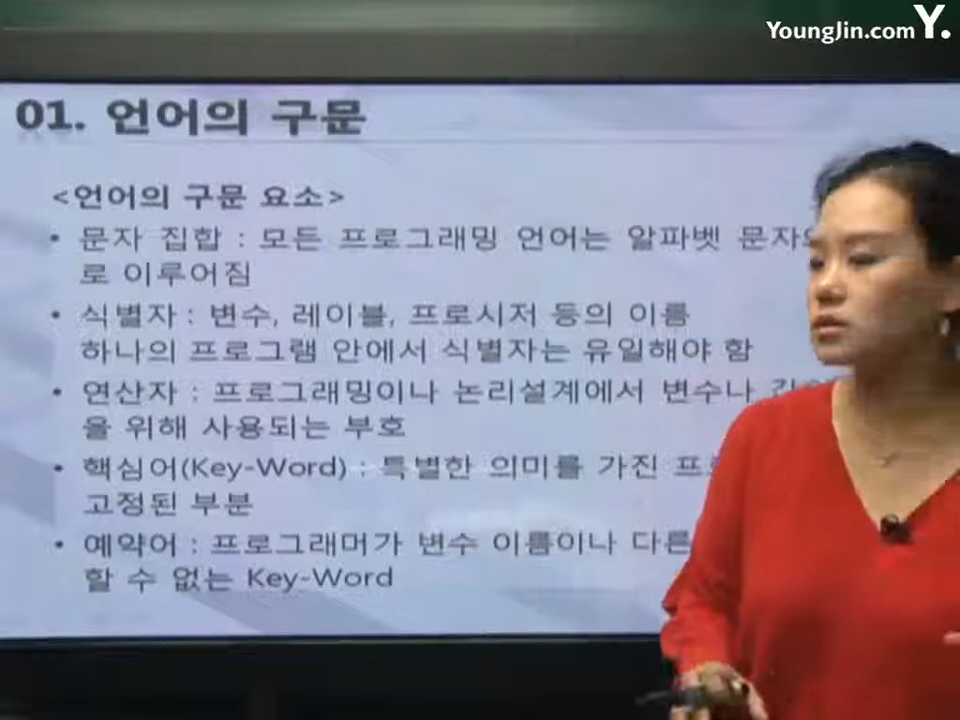 YoungJin.com Y.
01. 언어의 구문
<언어의 구문 요소>
• 문자 집합 : 모든 프로그래밍 언어는 알파벳
로 이루어짐
• 식별자 : 변수, 레이블, 프로시저 등의 이름
하나의 프로그램 안에서 식별자는 유일해야 함
• 연산자 : 프로그래밍이나 논리설계에서 변수나
을 위해 사용되는 부호
• 핵심어(Key-Word) : 특별한 의미를 가진
고정된 부분
• 예약어 : 프로그래머가 변수 이름이나 다른
할 수 없는 Key-Word